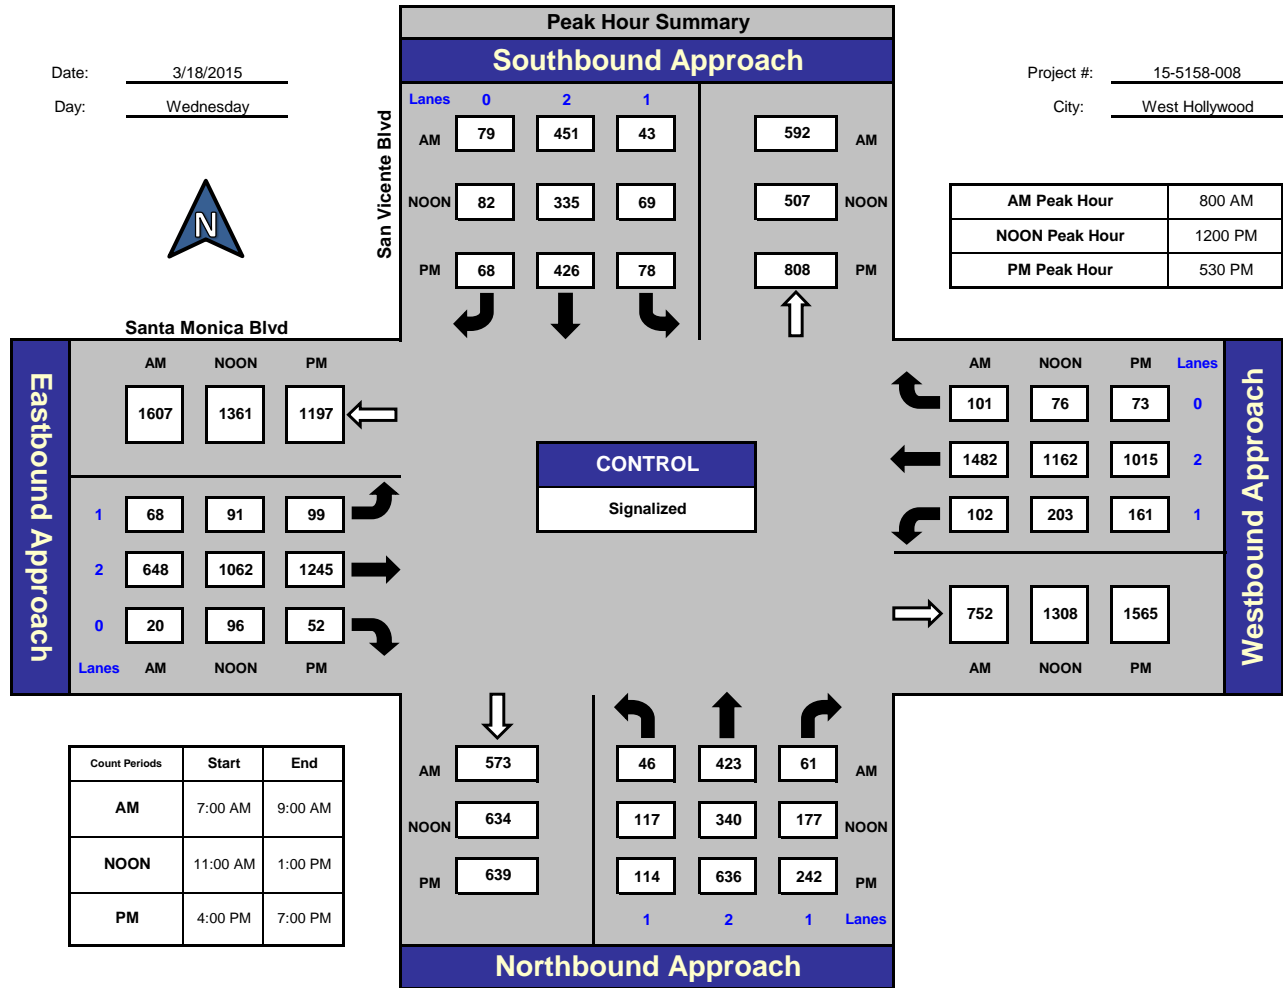 Peak Hour Summary
Southbound Approach
Date: 3/18/2015
Day: Wednesday
Project #: 15-5158-008
City: West Hollywood
San Vicente Blvd
N
Lanes 0 2 1
AM 79 451 43 592 AM
NOON 82 335 69 507 NOON
PM 68 426 78 808 PM
AM Peak Hour 800 AM
NOON Peak Hour 1200 PM
PM Peak Hour 530 PM
Santa Monica Blvd
Eastbound Approach
AM NOON PM
1607 1361 1197
1 68 91 99
2 648 1062 1245
0 20 96 52
Lanes AM NOON PM
CONTROL
Signalized
AM NOON PM Lanes
101 76 73 0
1482 1162 1015 2
102 203 161 1
752 1308 1565
AM NOON PM
Westbound Approach
Count Periods Start End
AM 7:00 AM 9:00 AM
NOON 11:00 AM 1:00 PM
PM 4:00 PM 7:00 PM
AM 573 46 423 61 AM
NOON 634 117 340 177 NOON
PM 639 114 636 242 PM
1 2 1 Lanes
Northbound Approach